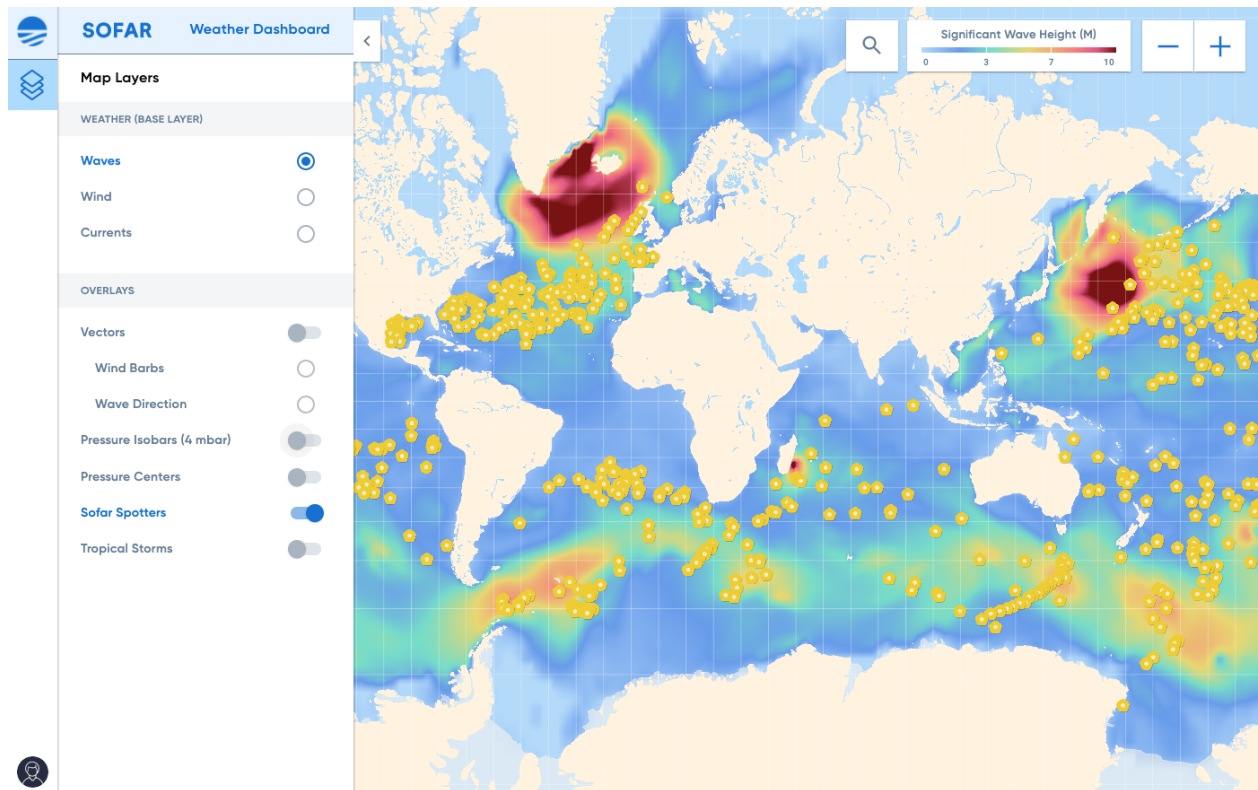 SOFAR
Weather Dashboard
Map Layers
WEATHER (BASE LAYER)
Waves
Wind
Currents
OVERLAYS
Vectors
Wind Barbs
Wave Direction
Pressure Isobars (4 mbar)
Pressure Centers
Sofar Spotters
Tropical Storms
Significant Wave Height (M)
0 3 7 10